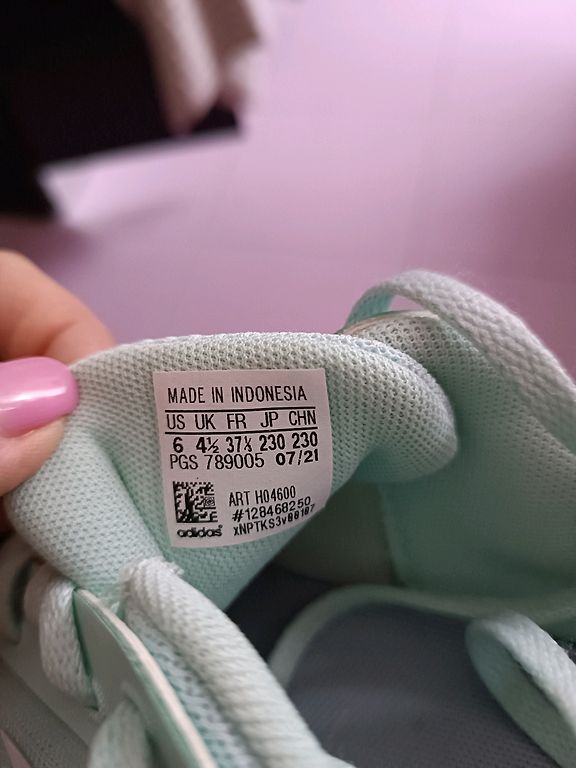 MADE IN INDONESIA
US UK FR JP CHN
6 4½ 37⅓ 230 230
PGS 789005 07/21
ART H04600
#128468250
xNPTKS3v00107
adidas